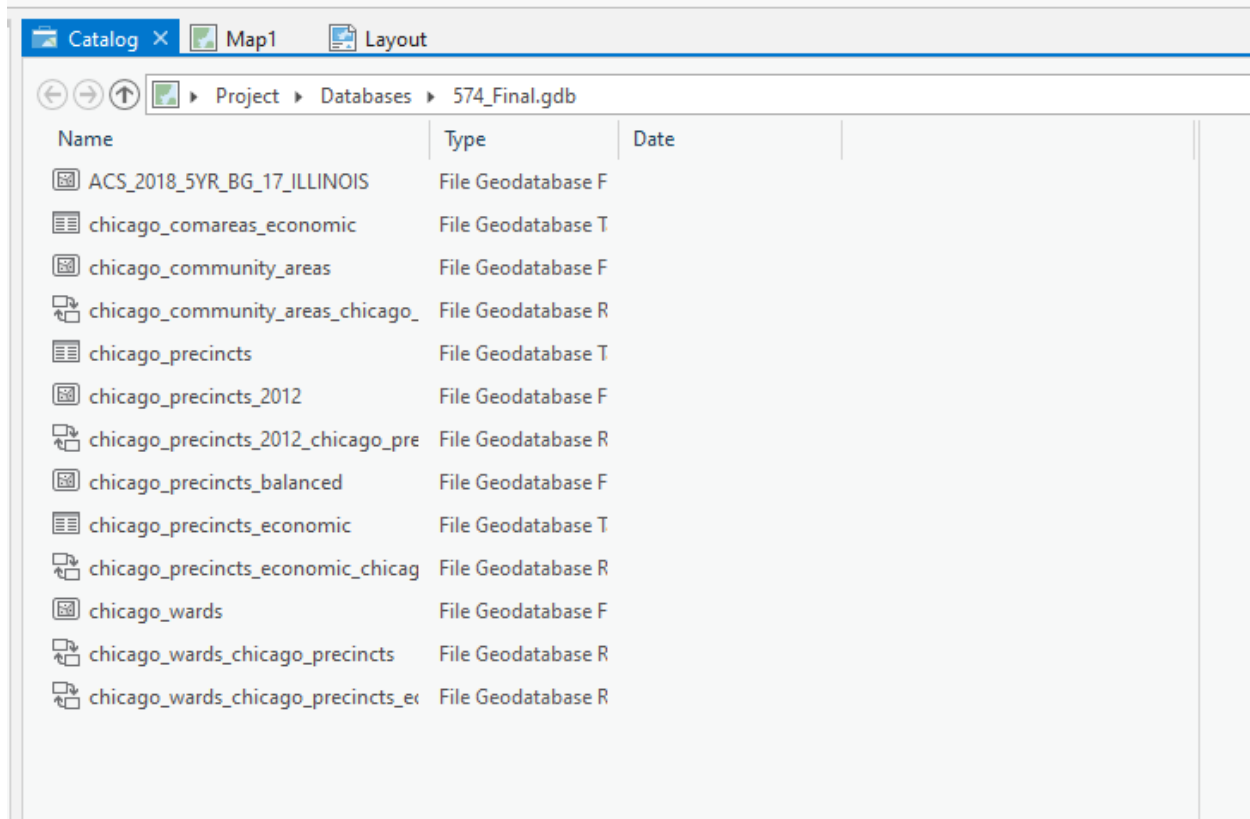 Catalog Map1 Layout
Project Databases 574_Final.gdb
Name Type Date
ACS_2018_5YR_BG_17_ILLINOIS File Geodatabase F
chicago_comareas_economic File Geodatabase T
chicago_community_areas File Geodatabase F
chicago_community_areas_chicago_ File Geodatabase R
chicago_precincts File Geodatabase T
chicago_precincts_2012 File Geodatabase F
chicago_precincts_2012_chicago_pre File Geodatabase R
chicago_precincts_balanced File Geodatabase F
chicago_precincts_economic File Geodatabase T
chicago_precincts_economic_chicag File Geodatabase R
chicago_wards File Geodatabase F
chicago_wards_chicago_precincts File Geodatabase R
chicago_wards_chicago_precincts_ec File Geodatabase R